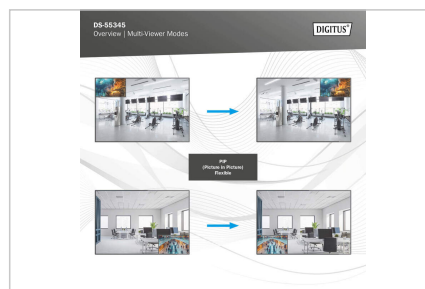 DS-55345
Overview | Multi-Viewer Modes
DIGITUS®
PIP
(Picture in Picture)
Flexible